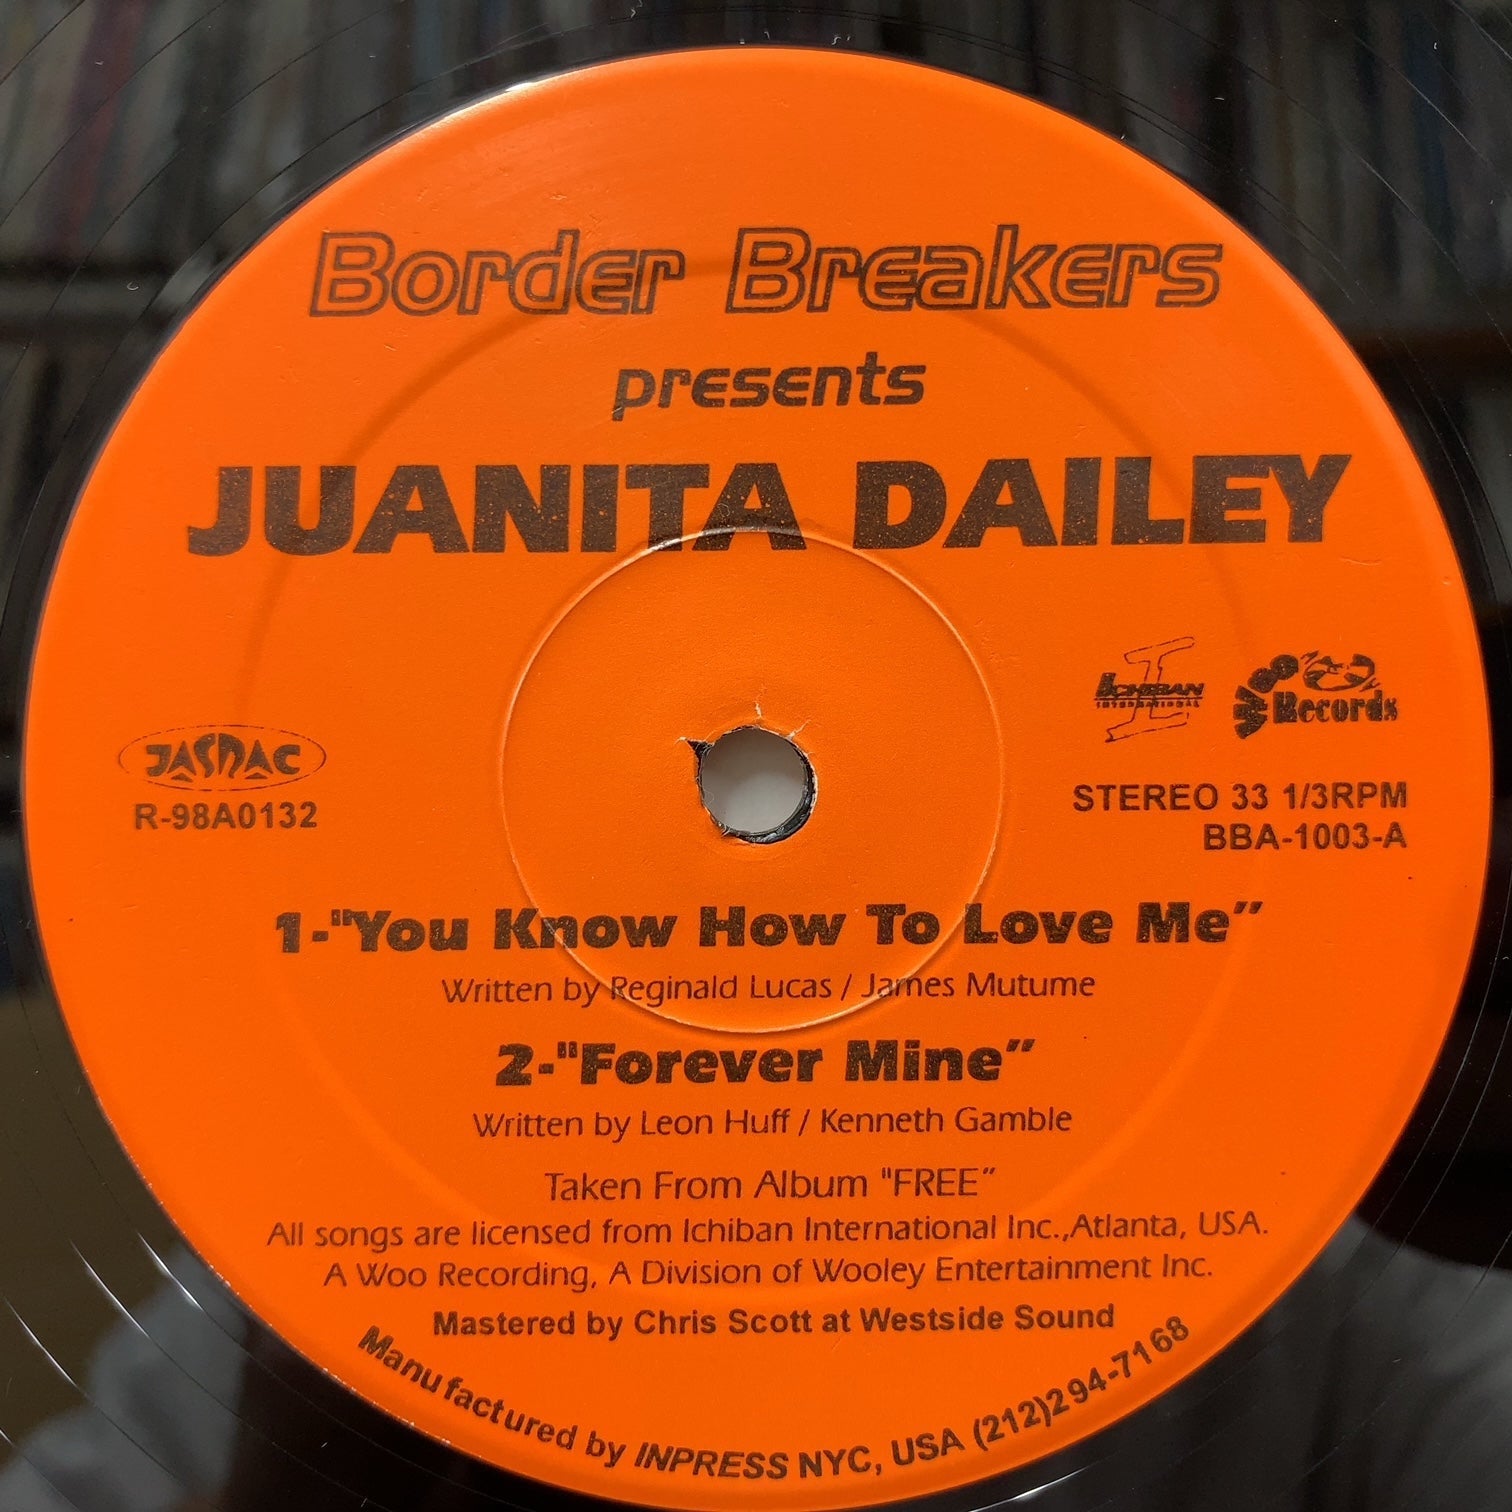 Border Breakers
presents
JUANITA DAILEY
I
ICHIBAN
INTERNATIONAL
Woo
Records
JASRAC
R-98A0132
STEREO 33 1/3RPM
BBA-1003-A
1-"You Know How To Love Me"
Written by Reginald Lucas / James Mutume
2-"Forever Mine"
Written by Leon Huff / Kenneth Gamble
Taken From Album "FREE"
All songs are licensed from Ichiban International Inc.,Atlanta, USA.
A Woo Recording, A Division of Wooley Entertainment Inc.
Mastered by Chris Scott at Westside Sound
Manufactured by INPRESS NYC, USA (212)294-7168